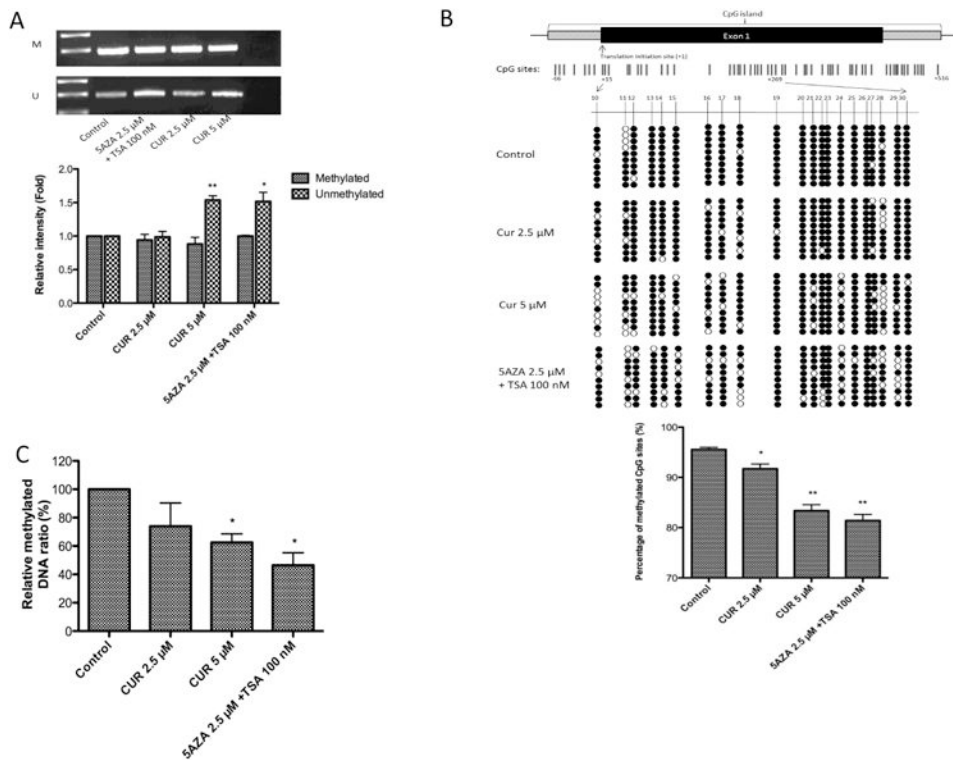 A
M
U
Control
5AZA 2.5 µM
+ TSA 100 nM
CUR 2.5 µM
CUR 5 µM
Relative intensity (Fold)
2.0
1.5
1.0
0.5
0.0
**
*
Methylated
Unmethylated
Control
CUR 2.5 µM
CUR 5 µM
5AZA 2.5 µM +TSA 100 nM
B
CpG island
Exon 1
Translation initiation site (+1)
CpG sites:
+15
+269
+516
10 11 12 13 14 15 16 17 18 19 20 21 22 23 24 25 26 27 28 29 30
Control
Cur 2.5 µM
Cur 5 µM
5AZA 2.5 µM
+ TSA 100 nM
Percentage of methylated CpG sites (%)
100
90
80
70
*
**
**
Control
CUR 2.5 µM
CUR 5 µM
5AZA 2.5 µM +TSA 100 nM
C
Relative methylated
DNA ratio (%)
120
100
80
60
40
20
0
*
*
Control
CUR 2.5 µM
CUR 5 µM
5AZA 2.5 µM +TSA 100 nM